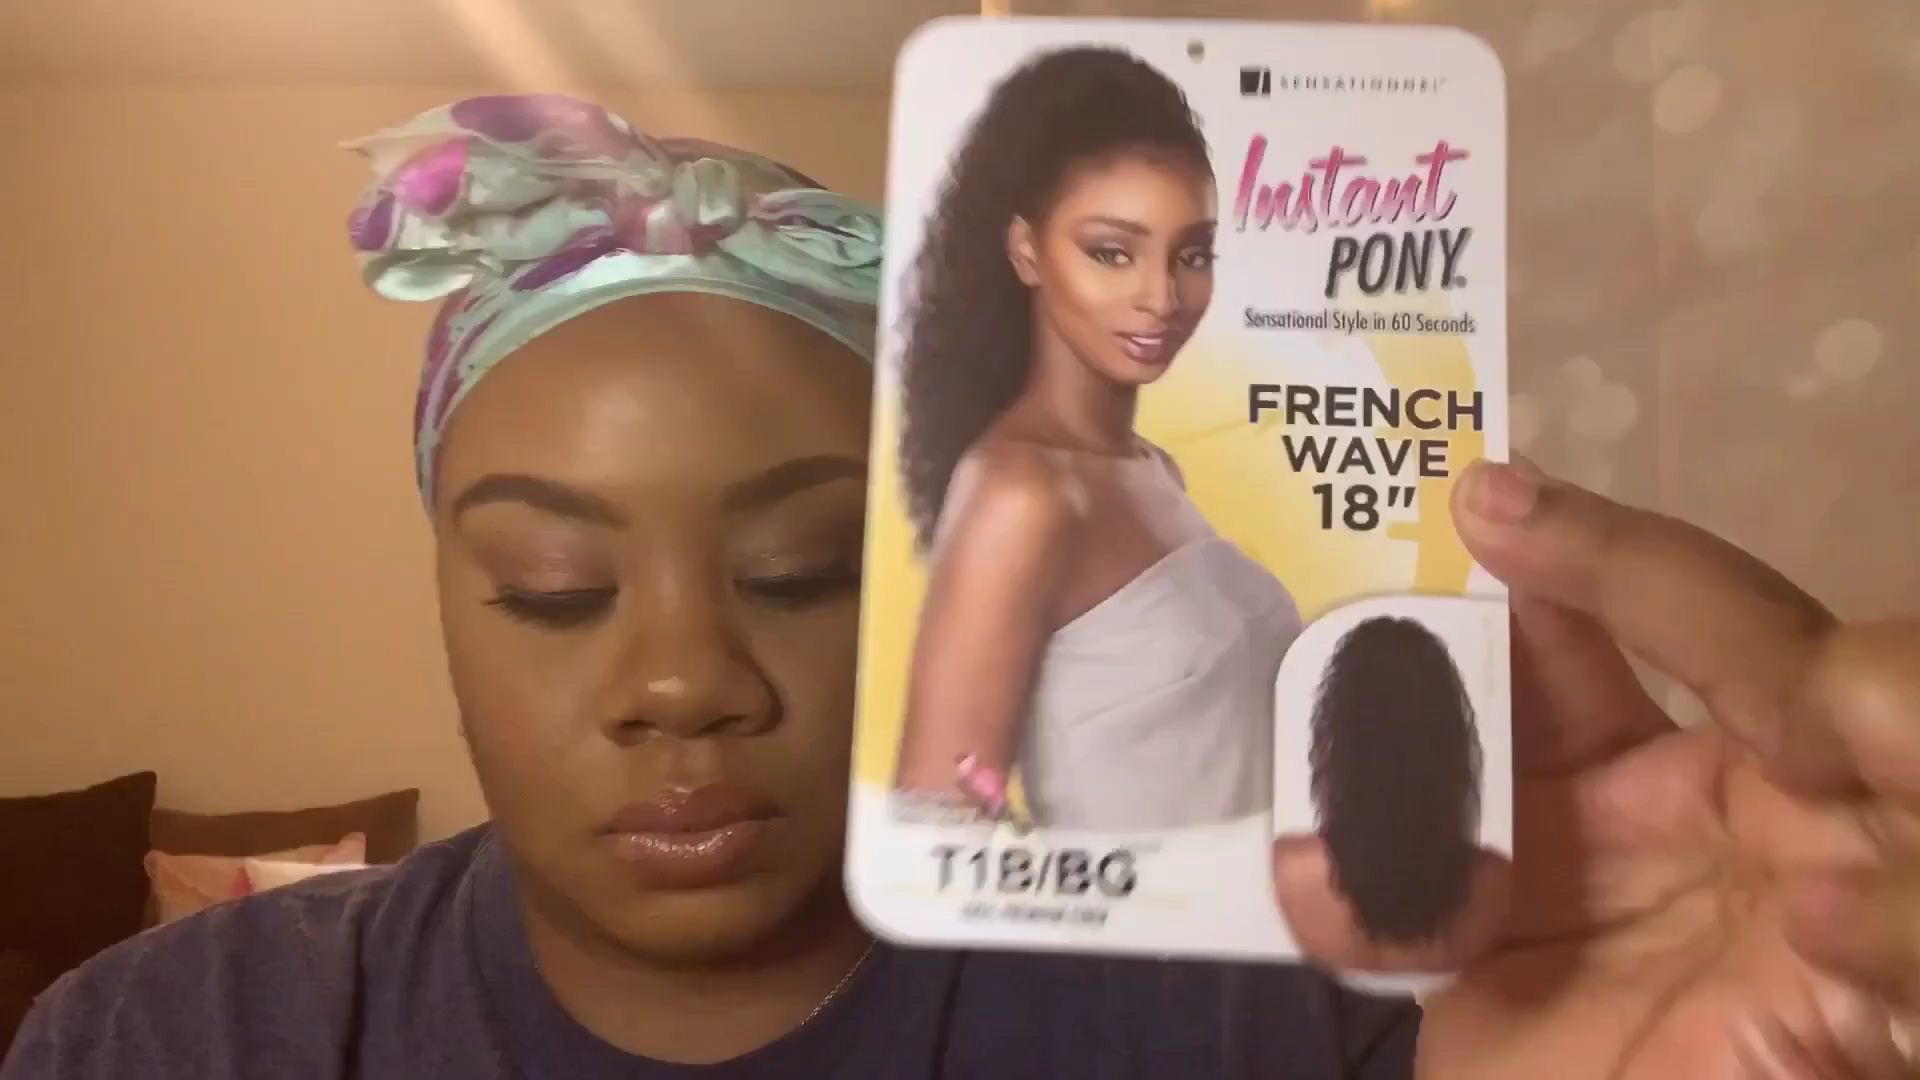 SENSATIONNEL
Instant
PONY.
Sensational Style in 60 Seconds
FRENCH
WAVE
18"
T1B/BG